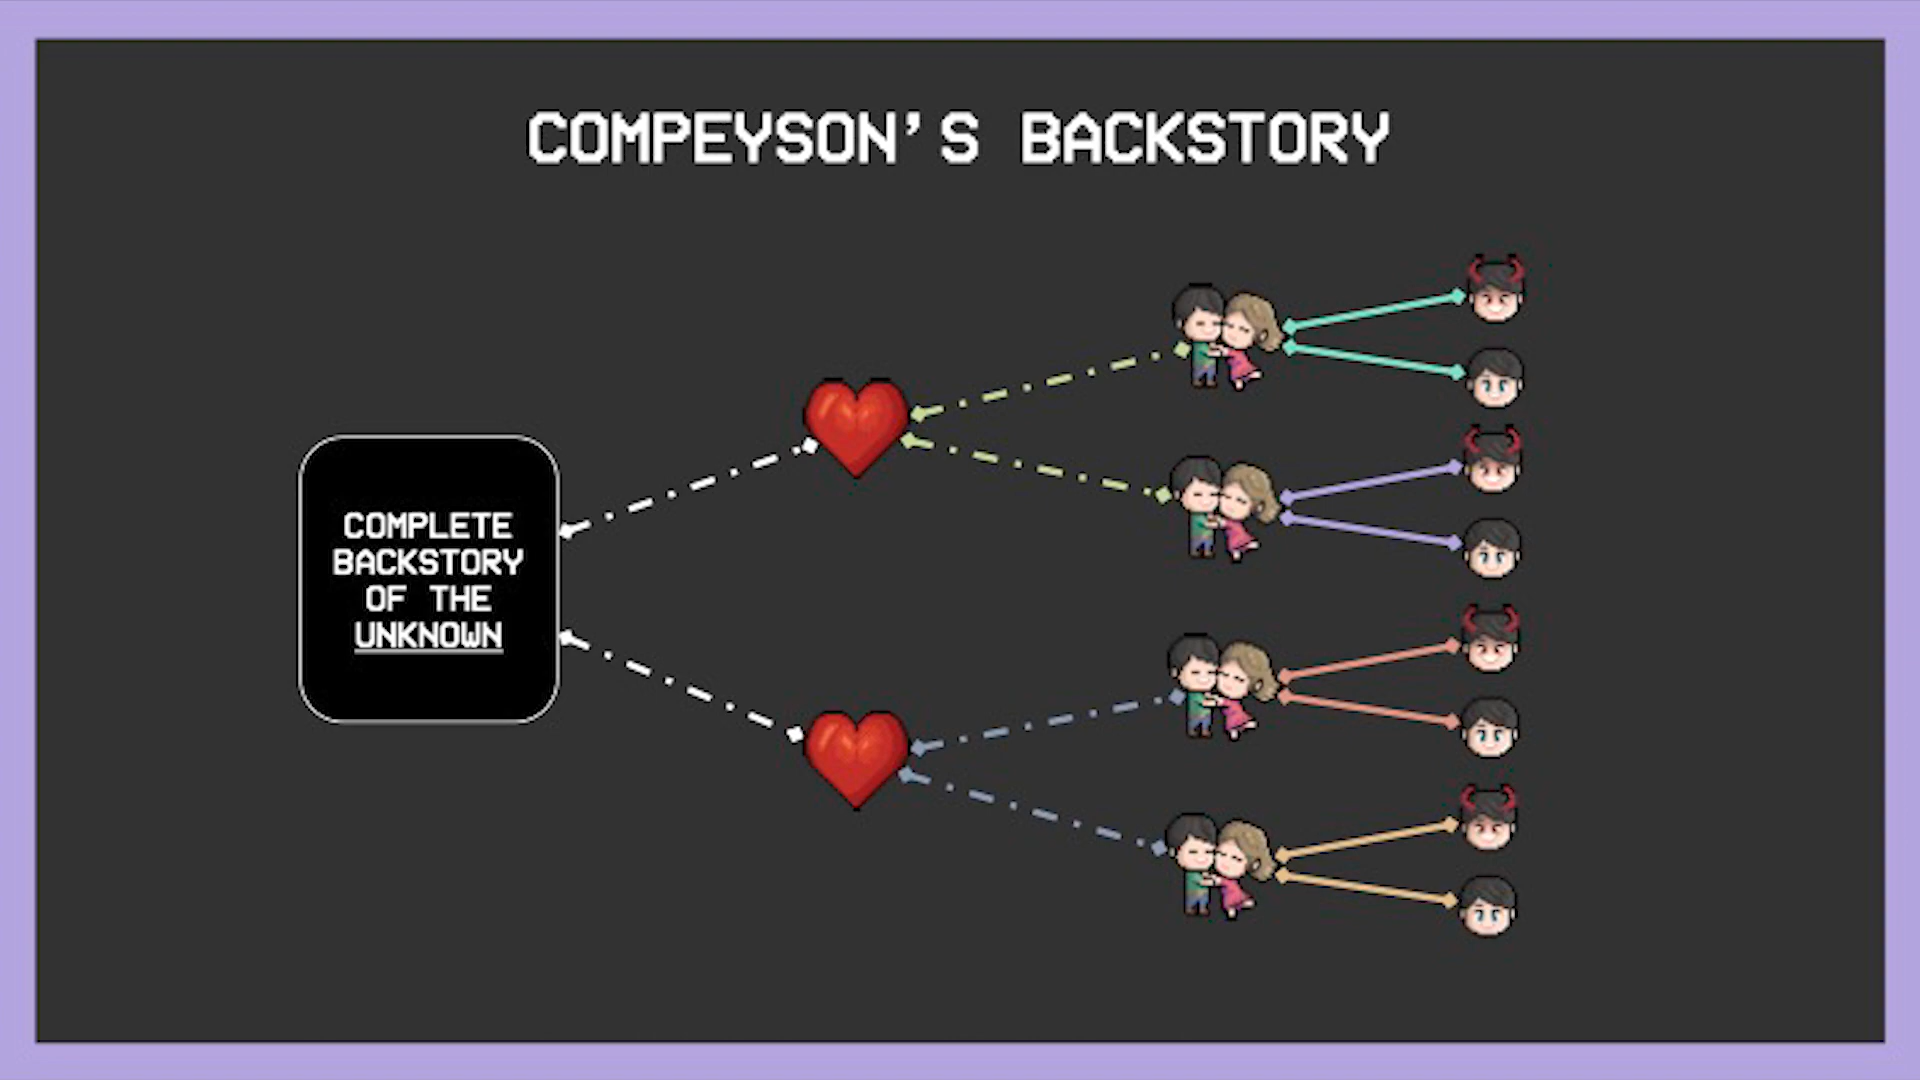 COMPEYSON'S BACKSTORY
COMPLETE
BACKSTORY
OF THE
UNKNOWN